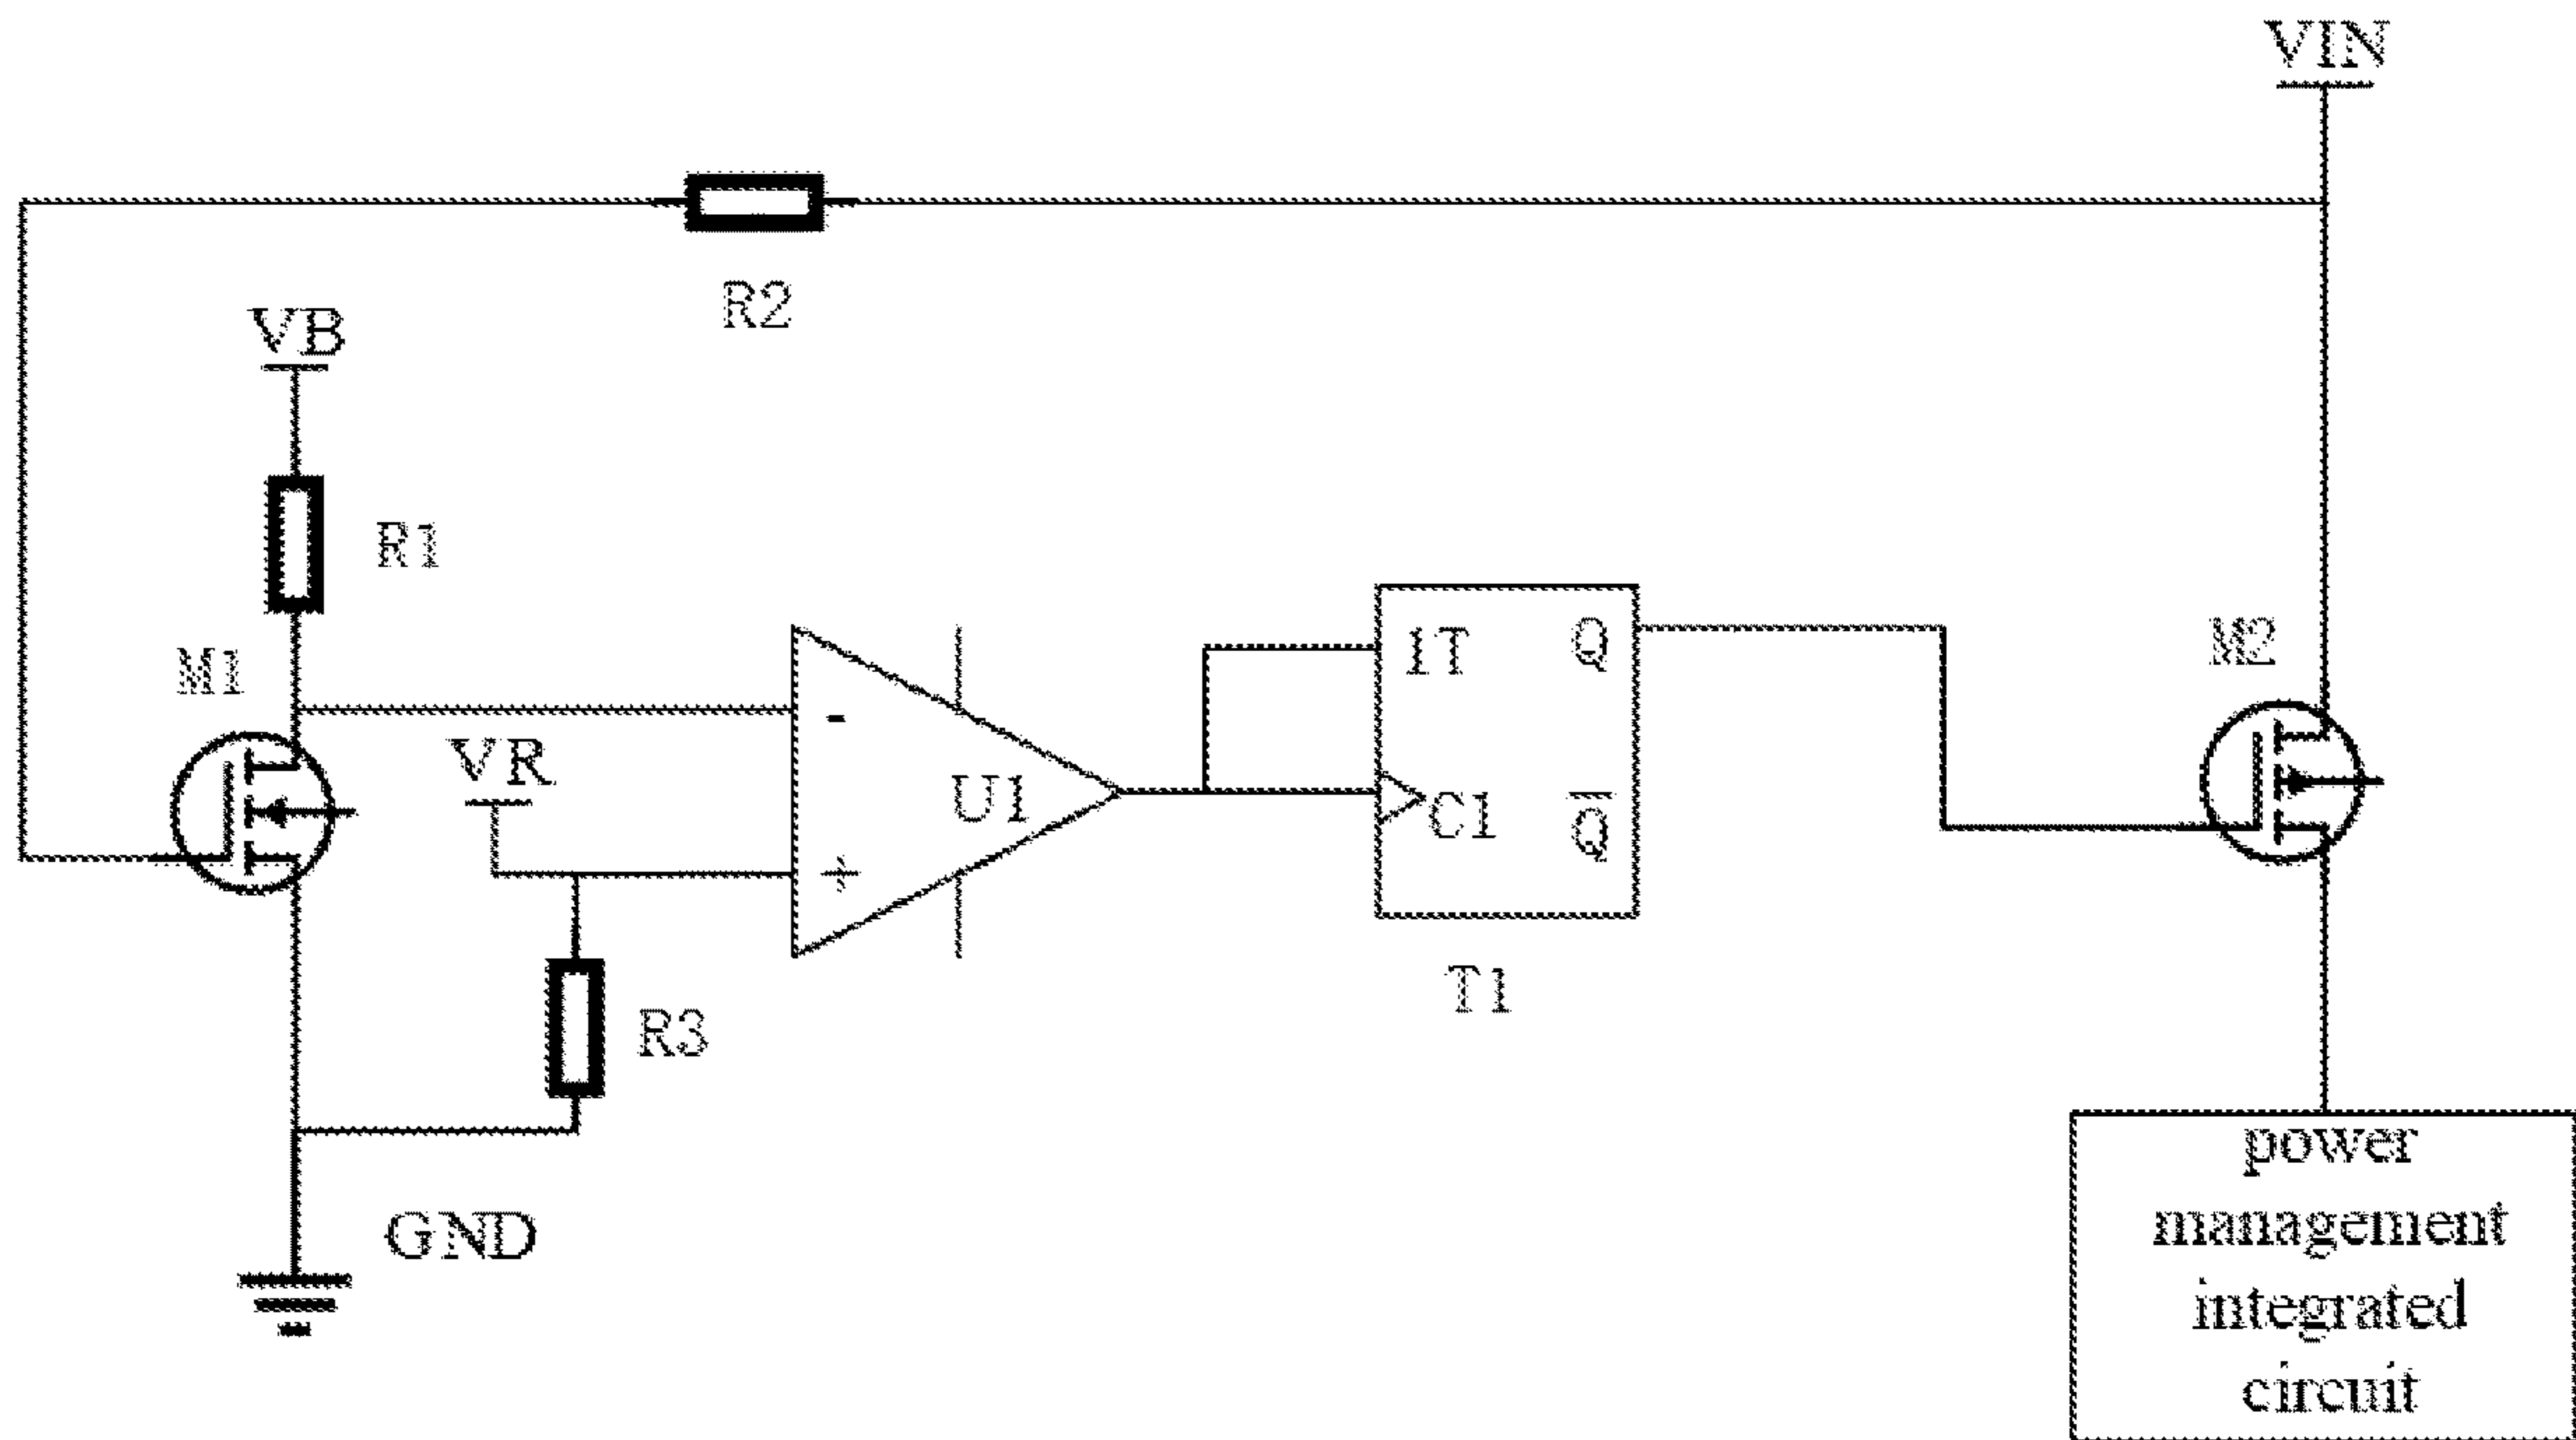 VIN
R2
VB
R1
M1
VR
-
+
U1
1T
Q
C1
Q̅
T1
M2
R3
GND
power
management
integrated
circuit